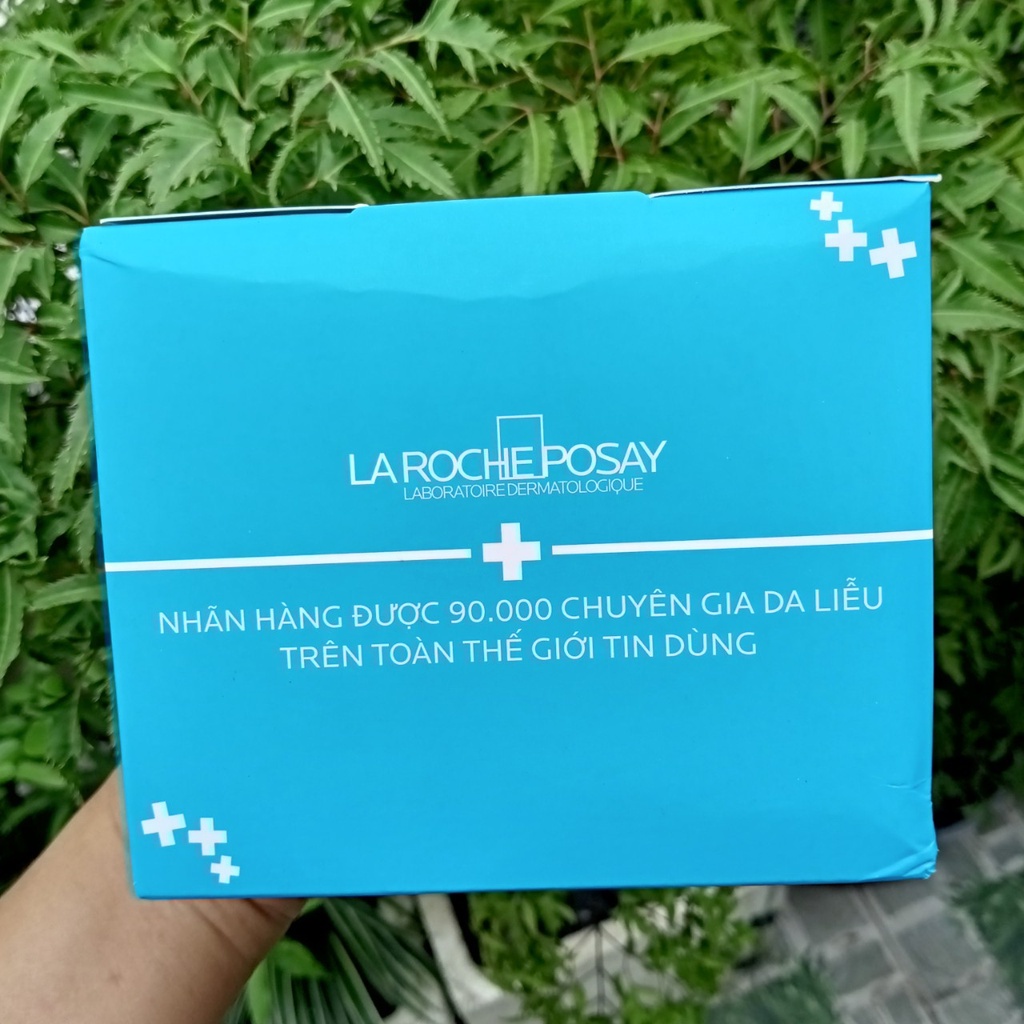 LA ROCHE POSAY
LABORATOIRE DERMATOLOGIQUE
NHÃN HÀNG ĐƯỢC 90.000 CHUYÊN GIA DA LIỄU
TRÊN TOÀN THẾ GIỚI TIN DÙNG